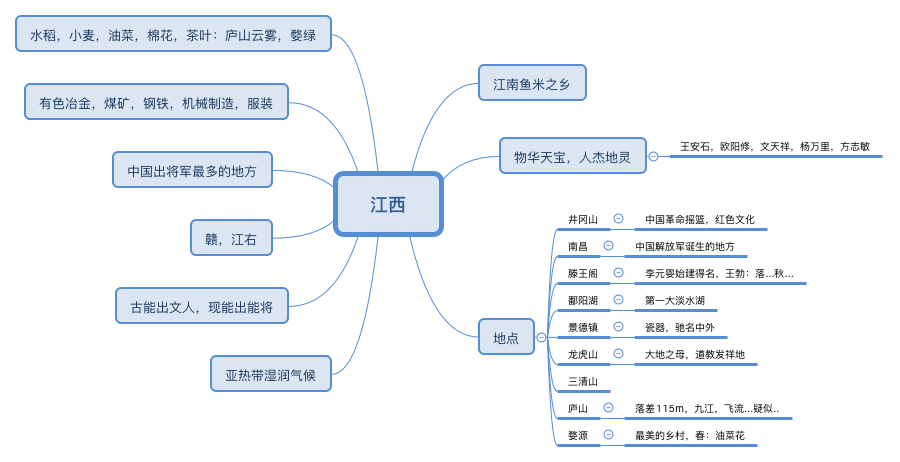 水稻，小麦，油菜，棉花，茶叶：庐山云雾，婺绿
有色冶金，煤矿，钢铁，机械制造，服装
中国出将军最多的地方
赣，江右
古能出文人，现能出能将
亚热带湿润气候
江西
江南鱼米之乡
物华天宝，人杰地灵
王安石，欧阳修，文天祥，杨万里，方志敏
地点
井冈山 中国革命摇篮，红色文化
南昌 中国解放军诞生的地方
滕王阁 李元婴始建得名，王勃：落...秋...
鄱阳湖 第一大淡水湖
景德镇 瓷器，驰名中外
龙虎山 大地之母，道教发祥地
三清山
庐山 落差115m，九江，飞流...疑似..
婺源 最美的乡村，春：油菜花